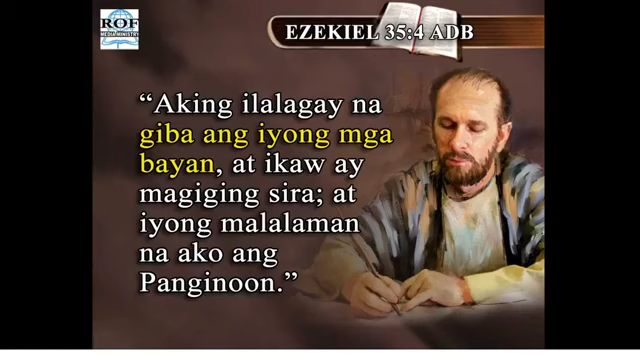 ROF
MEDIA MINISTRY
EZEKIEL 35:4 ADB
“Aking ilalagay na
giba ang iyong mga
bayan, at ikaw ay
magiging sira; at
iyong malalaman
na ako ang
Panginoon.”